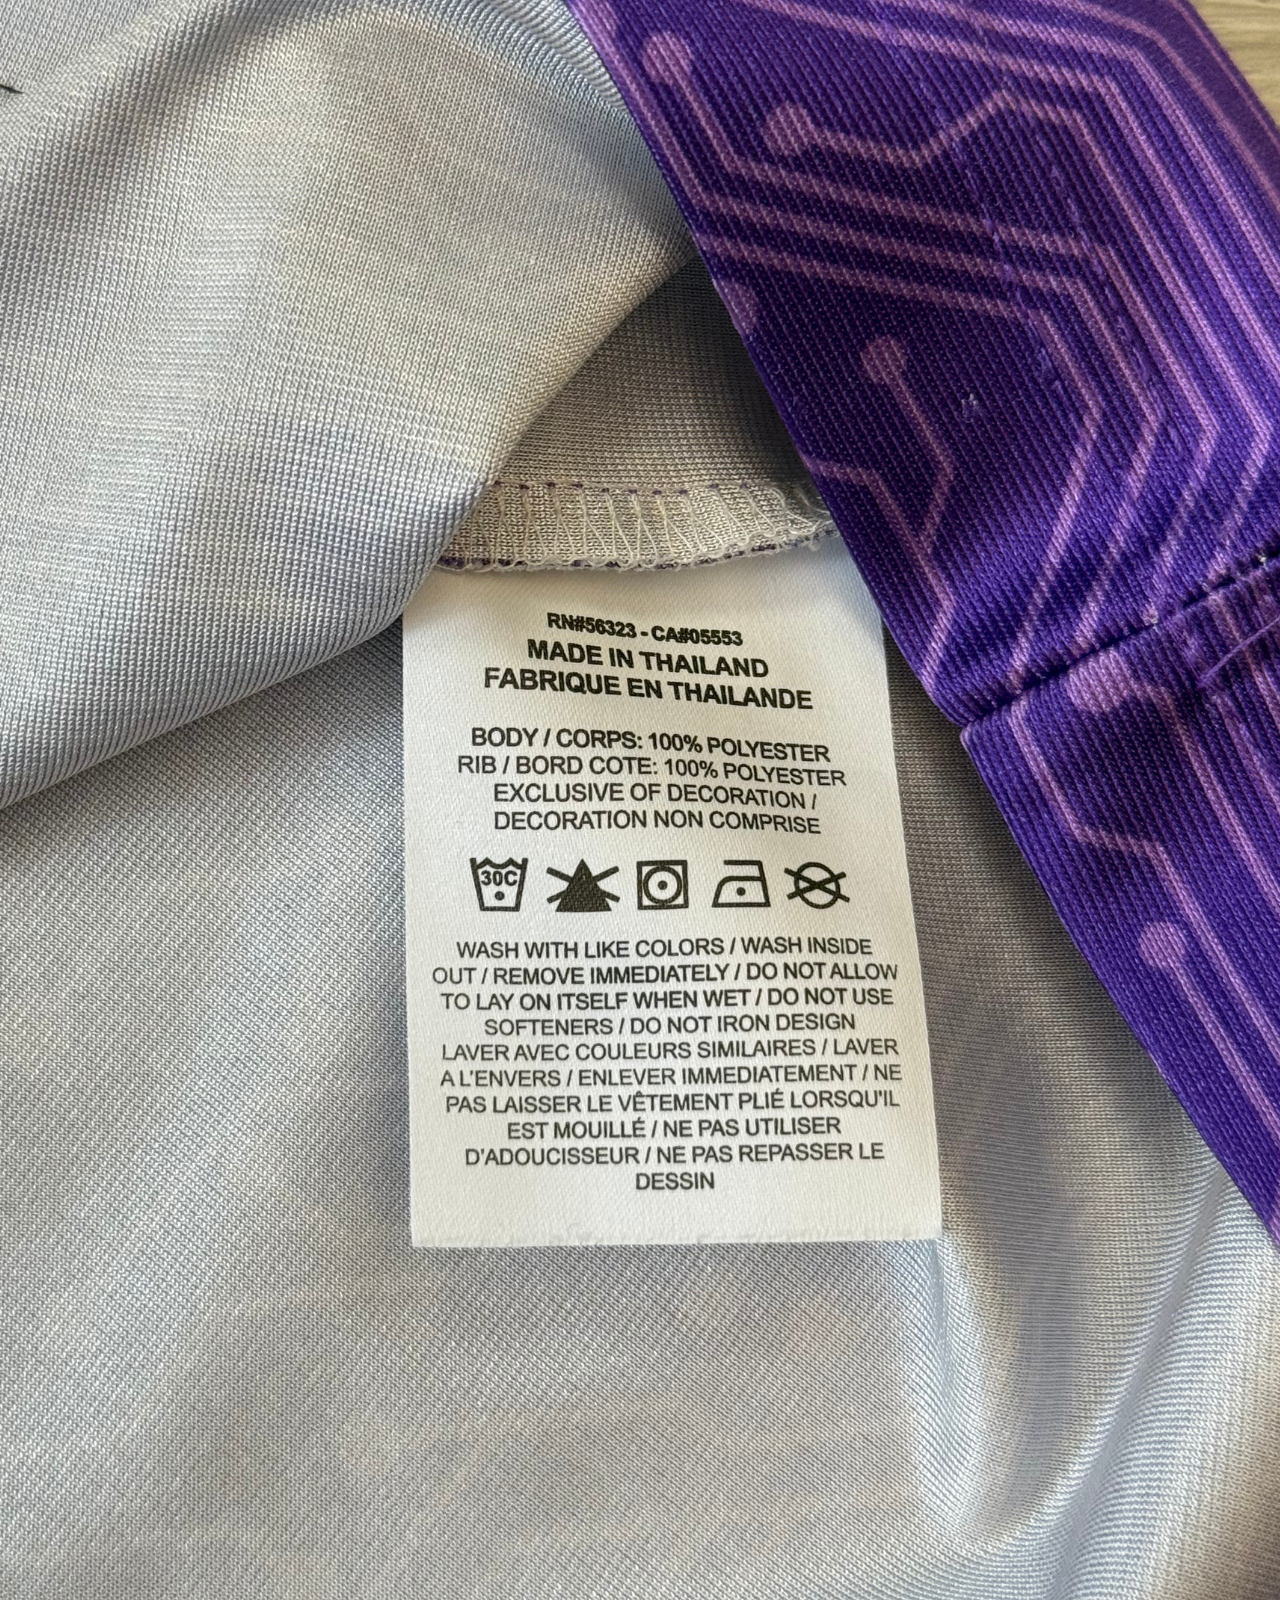 RN#56323 - CA#05553
MADE IN THAILAND
FABRIQUE EN THAILANDE
BODY / CORPS: 100% POLYESTER
RIB / BORD COTE: 100% POLYESTER
EXCLUSIVE OF DECORATION /
DECORATION NON COMPRISE
30C
WASH WITH LIKE COLORS / WASH INSIDE
OUT / REMOVE IMMEDIATELY / DO NOT ALLOW
TO LAY ON ITSELF WHEN WET / DO NOT USE
SOFTENERS / DO NOT IRON DESIGN
LAVER AVEC COULEURS SIMILAIRES / LAVER
A L'ENVERS / ENLEVER IMMEDIATEMENT / NE
PAS LAISSER LE VÊTEMENT PLIÉ LORSQU'IL
EST MOUILLÉ / NE PAS UTILISER
D'ADOUCISSEUR / NE PAS REPASSER LE
DESSIN